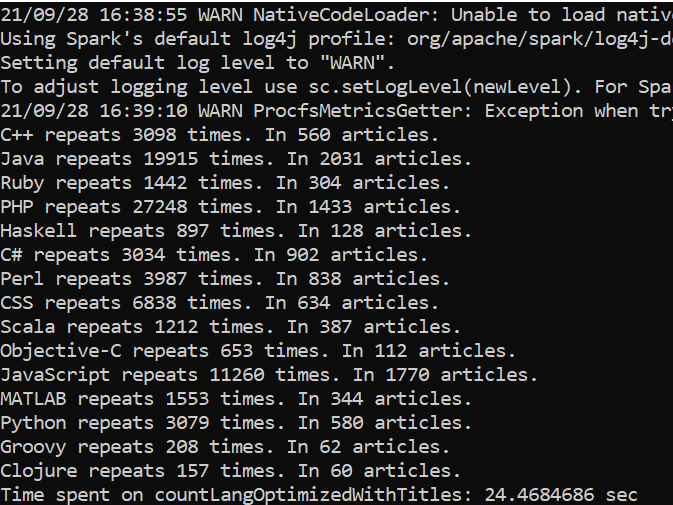 21/09/28 16:38:55 WARN NativeCodeLoader: Unable to load native
Using Spark's default log4j profile: org/apache/spark/log4j-de
Setting default log level to "WARN".
To adjust logging level use sc.setLogLevel(newLevel). For Spa
21/09/28 16:39:10 WARN ProcfsMetricsGetter: Exception when try
C++ repeats 3098 times. In 560 articles.
Java repeats 19915 times. In 2031 articles.
Ruby repeats 1442 times. In 304 articles.
PHP repeats 27248 times. In 1433 articles.
Haskell repeats 897 times. In 128 articles.
C# repeats 3034 times. In 902 articles.
Perl repeats 3987 times. In 838 articles.
CSS repeats 6838 times. In 634 articles.
Scala repeats 1212 times. In 387 articles.
Objective-C repeats 653 times. In 112 articles.
JavaScript repeats 11260 times. In 1770 articles.
MATLAB repeats 1553 times. In 344 articles.
Python repeats 3079 times. In 580 articles.
Groovy repeats 208 times. In 62 articles.
Clojure repeats 157 times. In 60 articles.
Time spent on countLangOptimizedWithTitles: 24.4684686 sec